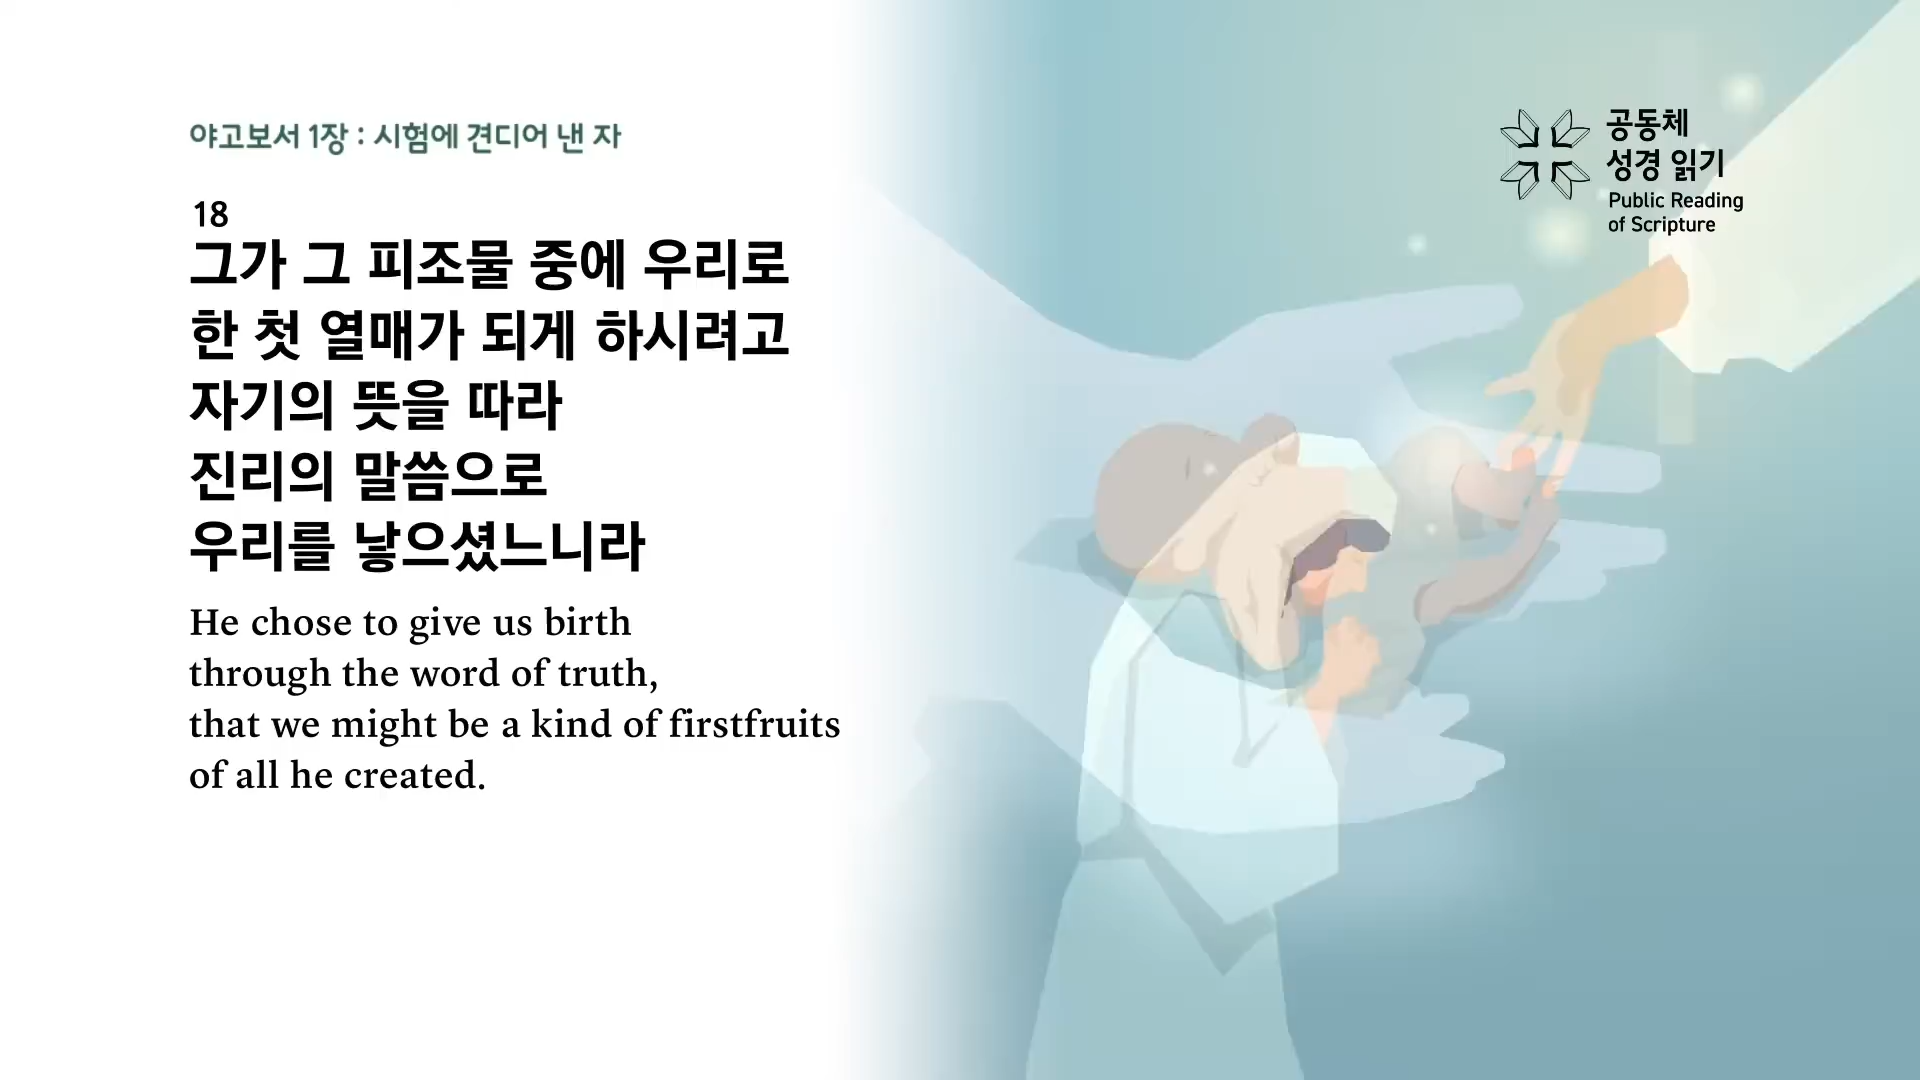 야고보서 1장 : 시험에 견디어 낸 자
18
그가 그 피조물 중에 우리로
한 첫 열매가 되게 하시려고
자기의 뜻을 따라
진리의 말씀으로
우리를 낳으셨느니라
He chose to give us birth
through the word of truth,
that we might be a kind of firstfruits
of all he created.
공동체
성경 읽기
Public Reading
of Scripture